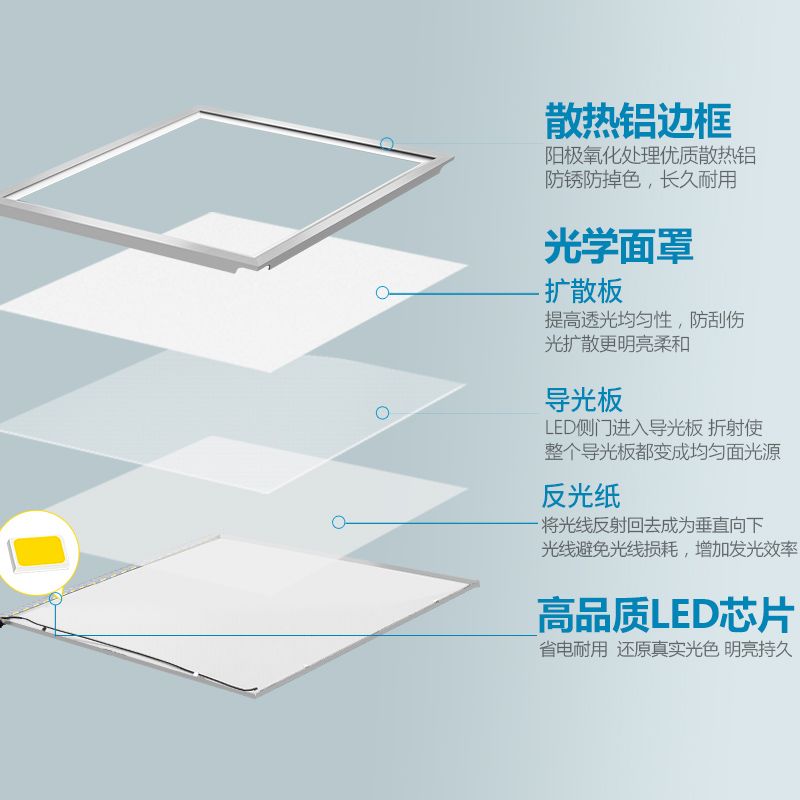 散热铝边框
阳极氧化处理优质散热铝
防锈防掉色，长久耐用
光学面罩
扩散板
提高透光均匀性，防刮伤
光扩散更明亮柔和
导光板
LED侧门进入导光板 折射使
整个导光板都变成均匀面光源
反光纸
将光线反射回去成为垂直向下
光线避免光线损耗，增加发光效率
高品质LED芯片
省电耐用 还原真实光色 明亮持久